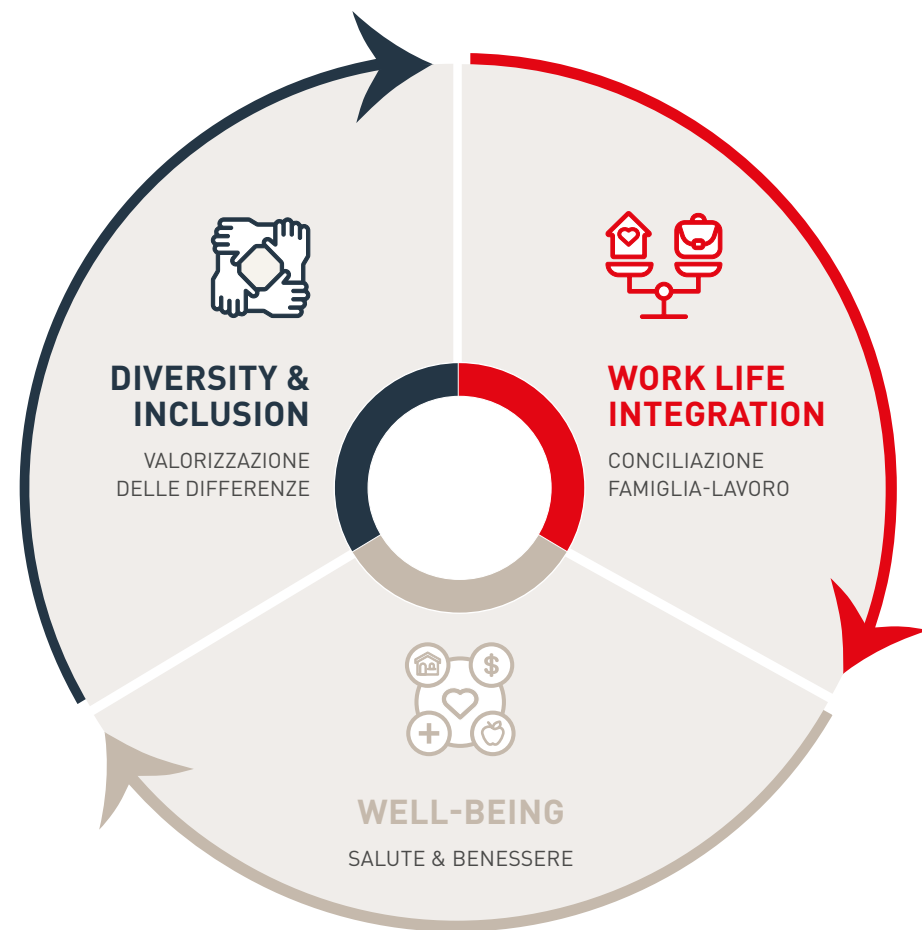 DIVERSITY &
INCLUSION
VALORIZZAZIONE
DELLE DIFFERENZE
WORK LIFE
INTEGRATION
CONCILIAZIONE
FAMIGLIA-LAVORO
$
WELL-BEING
SALUTE & BENESSERE